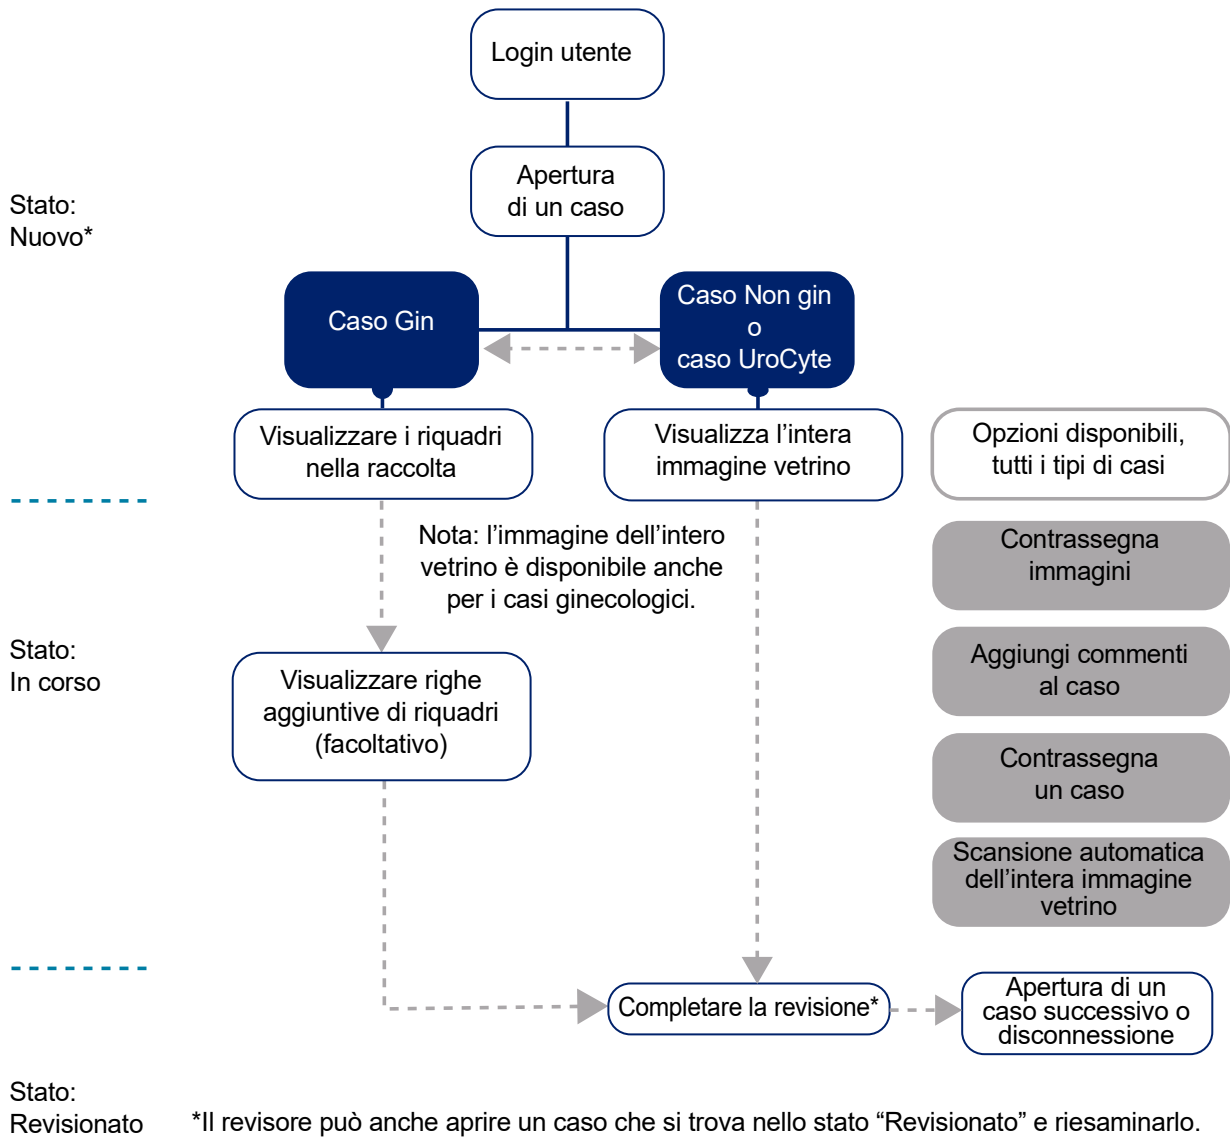 Login utente
Apertura
di un caso
Stato:
Nuovo*
Caso Gin
Caso Non gin
o
caso UroCyte
Visualizzare i riquadri
nella raccolta
Visualizza l’intera
immagine vetrino
Opzioni disponibili,
tutti i tipi di casi
Nota: l’immagine dell’intero
vetrino è disponibile anche
per i casi ginecologici.
Contrassegna
immagini
Stato:
In corso
Visualizzare righe
aggiuntive di riquadri
(facoltativo)
Aggiungi commenti
al caso
Contrassegna
un caso
Scansione automatica
dell’intera immagine
vetrino
Completare la revisione*
Apertura di un
caso successivo o
disconnessione
Stato:
Revisionato
*Il revisore può anche aprire un caso che si trova nello stato “Revisionato” e riesaminarlo.